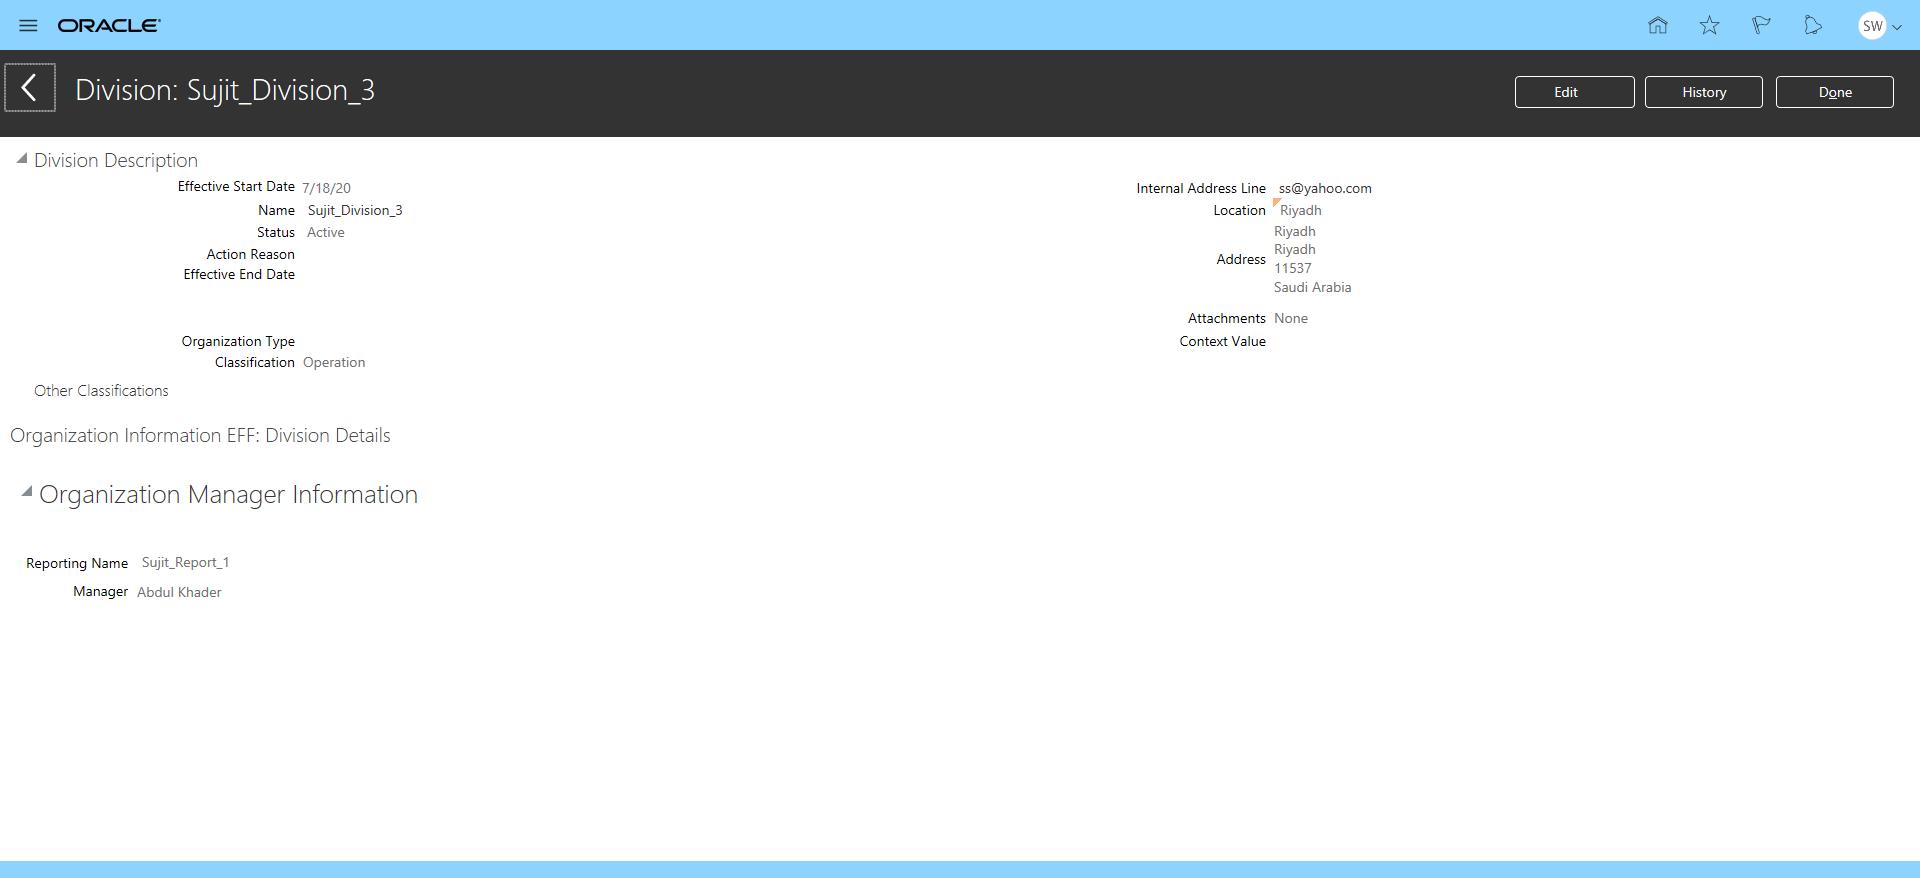 ORACLE
SW
Division: Sujit_Division_3
Edit
History
Done
Division Description
Effective Start Date 7/18/20
Name Sujit_Division_3
Status Active
Action Reason
Effective End Date
Organization Type
Classification Operation
Internal Address Line ss@yahoo.com
Location Riyadh
Riyadh
Riyadh
Address
11537
Saudi Arabia
Attachments None
Context Value
Other Classifications
Organization Information EFF: Division Details
Organization Manager Information
Reporting Name Sujit_Report_1
Manager Abdul Khader